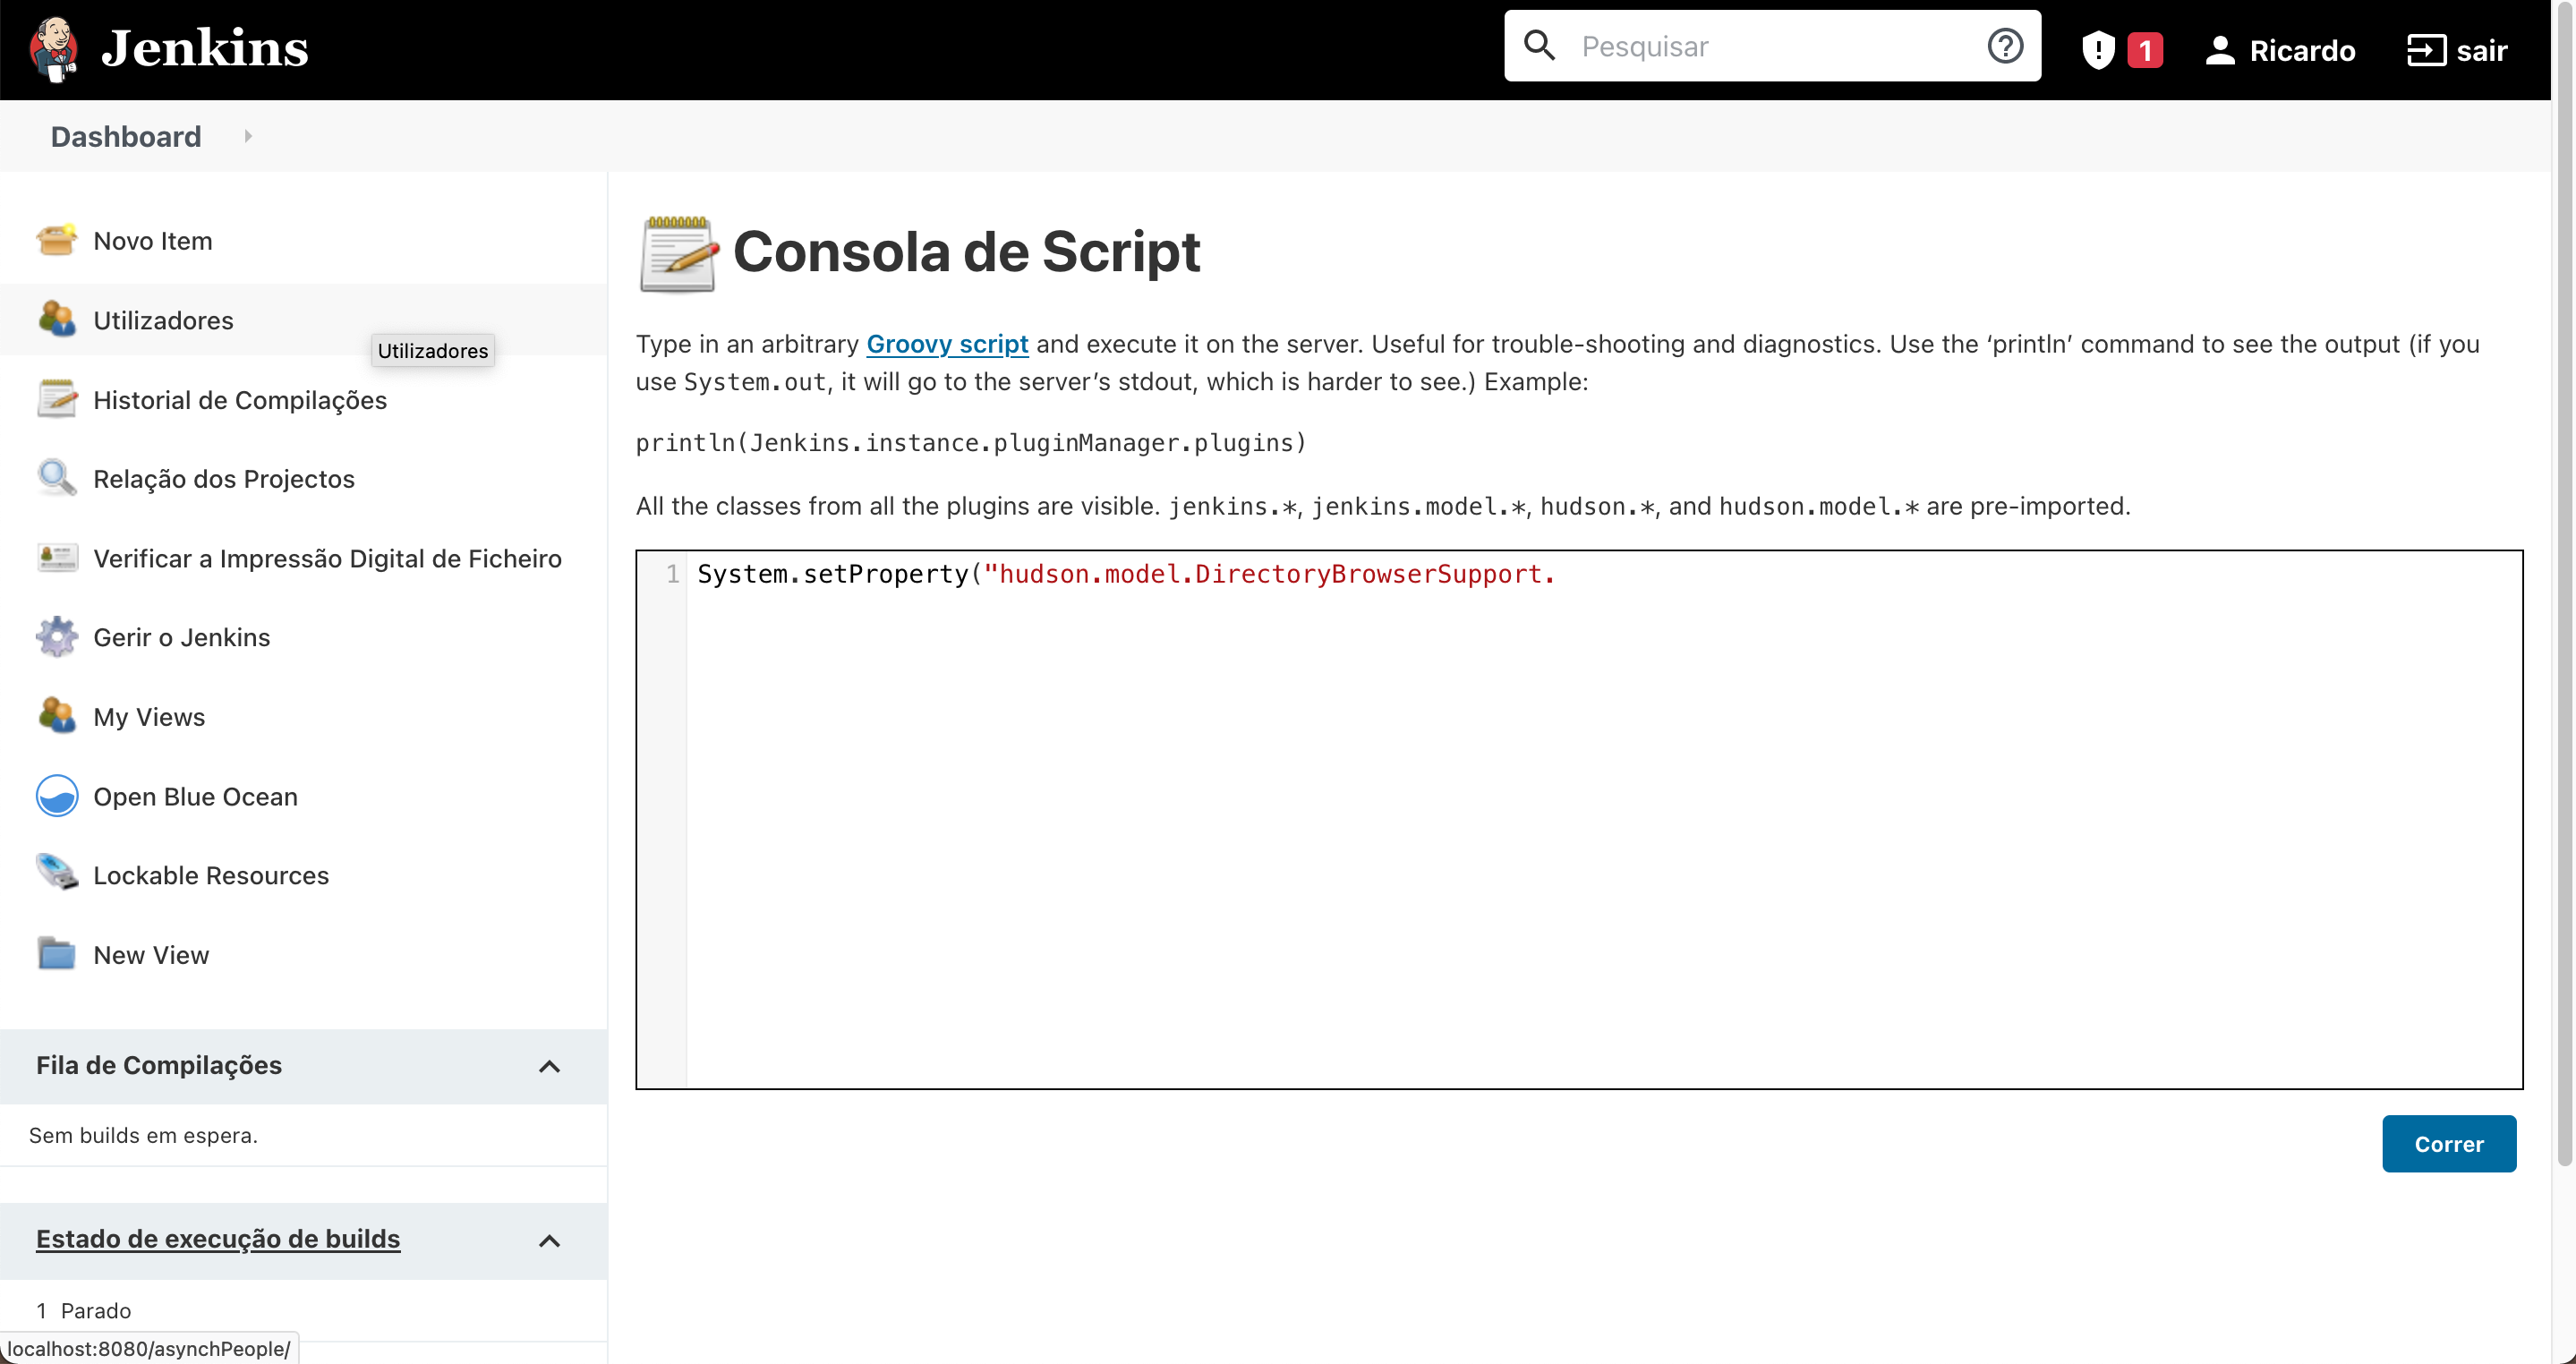 Jenkins
Pesquisar
1
Ricardo
sair
Dashboard
Novo Item
Utilizadores
Utilizadores
Historial de Compilações
Relação dos Projectos
Verificar a Impressão Digital de Ficheiro
Gerir o Jenkins
My Views
Open Blue Ocean
Lockable Resources
New View
Fila de Compilações
Sem builds em espera.
Estado de execução de builds
1 Parado
localhost:8080/asynchPeople/
Consola de Script
Type in an arbitrary Groovy script and execute it on the server. Useful for trouble-shooting and diagnostics. Use the ‘println’ command to see the output (if you
use System.out, it will go to the server’s stdout, which is harder to see.) Example:
println(Jenkins.instance.pluginManager.plugins)
All the classes from all the plugins are visible. jenkins.*, jenkins.model.*, hudson.*, and hudson.model.* are pre-imported.
1 System.setProperty("hudson.model.DirectoryBrowserSupport.
Correr